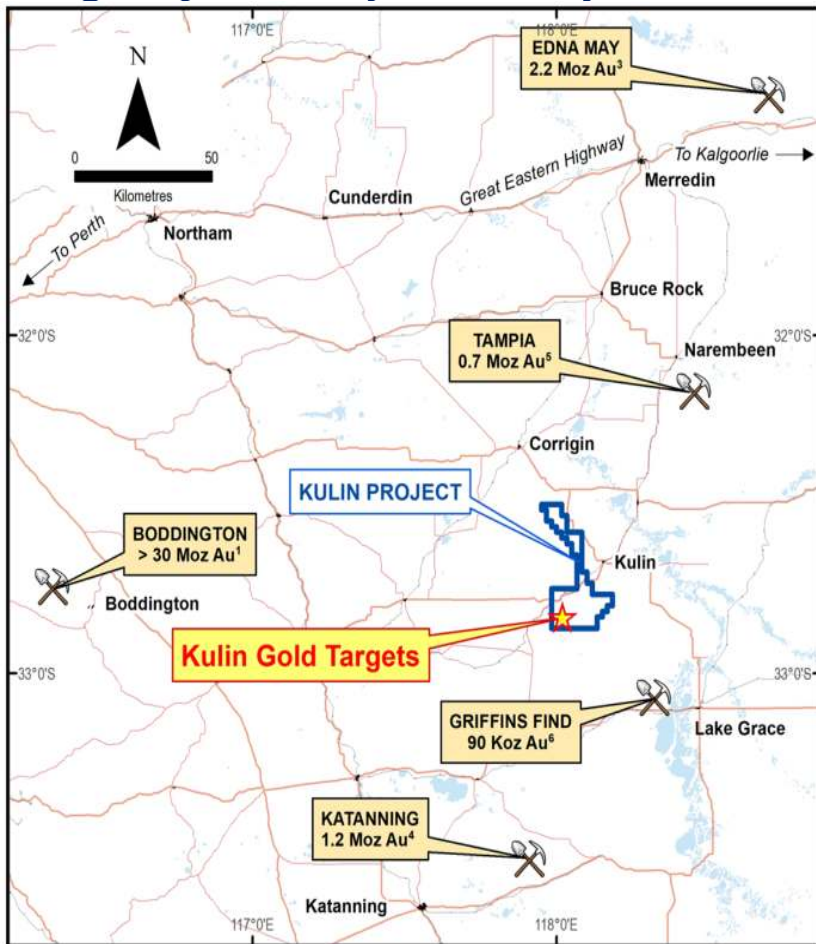 117°0'E
118°0'E
EDNA MAY
2.2 Moz Au³
N
0
50
Kilometres
Great Eastern Highway
To Kalgoorlie
Merredin
Cunderdin
Northam
To Perth
Bruce Rock
32°0'S
32°0'S
TAMPIA
0.7 Moz Au⁵
Narembeen
Corrigin
KULIN PROJECT
BODDINGTON
> 30 Moz Au¹
Kulin
Boddington
Kulin Gold Targets
33°0'S
33°0'S
GRIFFINS FIND
90 Koz Au⁶
Lake Grace
KATANNING
1.2 Moz Au⁴
Katanning
117°0'E
118°0'E